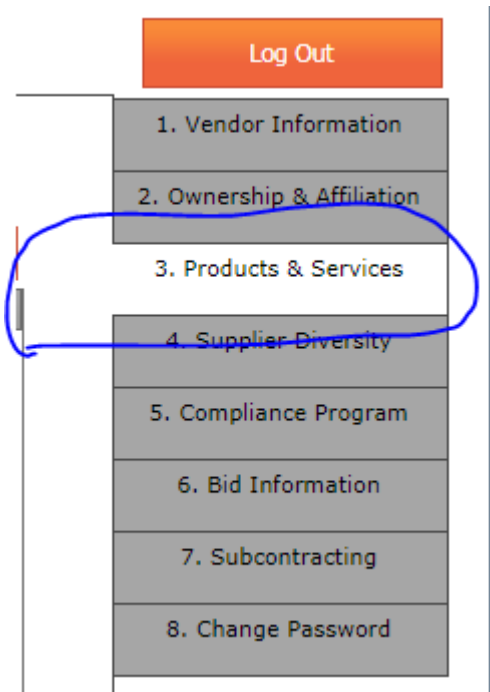 Log Out
1. Vendor Information
2. Ownership & Affiliation
3. Products & Services
4. Supplier Diversity
5. Compliance Program
6. Bid Information
7. Subcontracting
8. Change Password